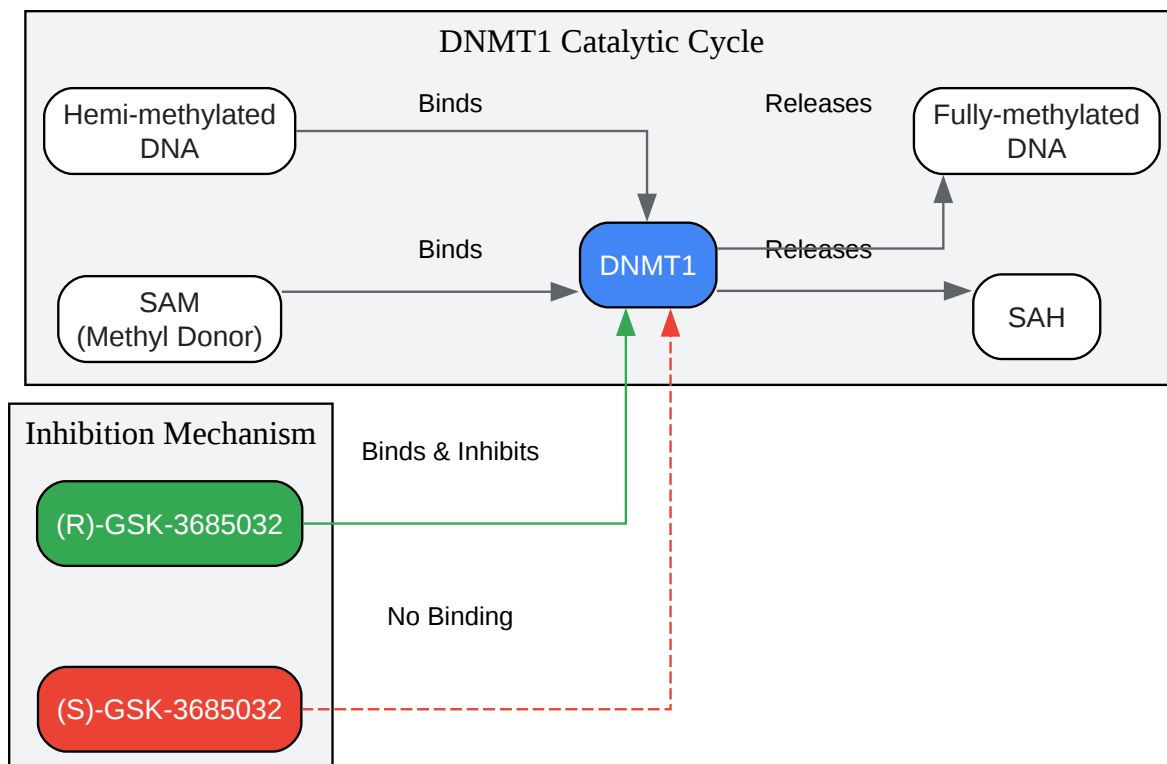 DNMT1 Catalytic Cycle
Hemi-methylated
DNA
Binds
Releases
Fully-methylated
DNA
SAM
(Methyl Donor)
Binds
DNMT1
Releases
SAH
Inhibition Mechanism
(R)-GSK-3685032
Binds & Inhibits
(S)-GSK-3685032
No Binding